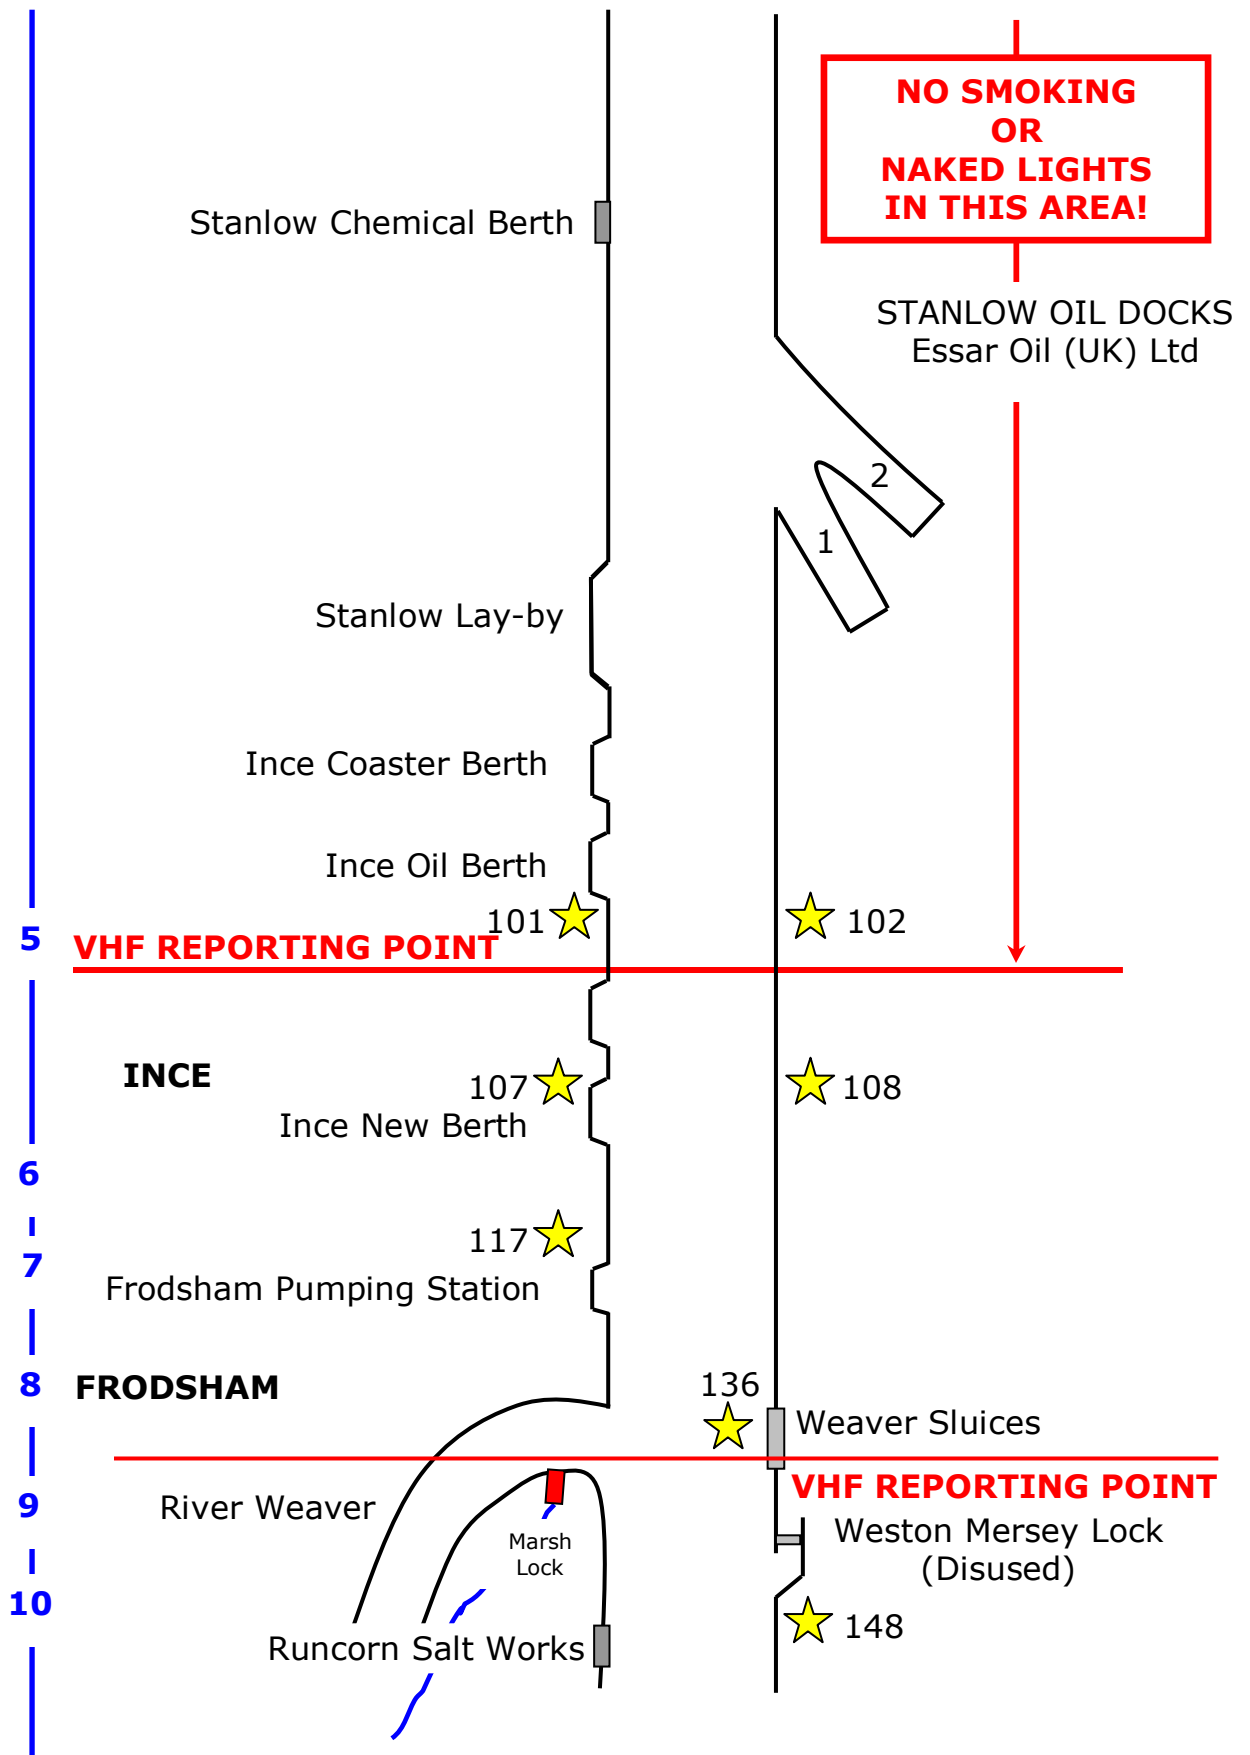 NO SMOKING
OR
NAKED LIGHTS
IN THIS AREA!
Stanlow Chemical Berth
STANLOW OIL DOCKS
Essar Oil (UK) Ltd
2
1
Stanlow Lay-by
Ince Coaster Berth
Ince Oil Berth
101
102
5
VHF REPORTING POINT
INCE
107
108
Ince New Berth
6
117
7
Frodsham Pumping Station
8
FRODSHAM
136
Weaver Sluices
VHF REPORTING POINT
9
River Weaver
Marsh
Lock
Weston Mersey Lock
(Disused)
10
148
Runcorn Salt Works